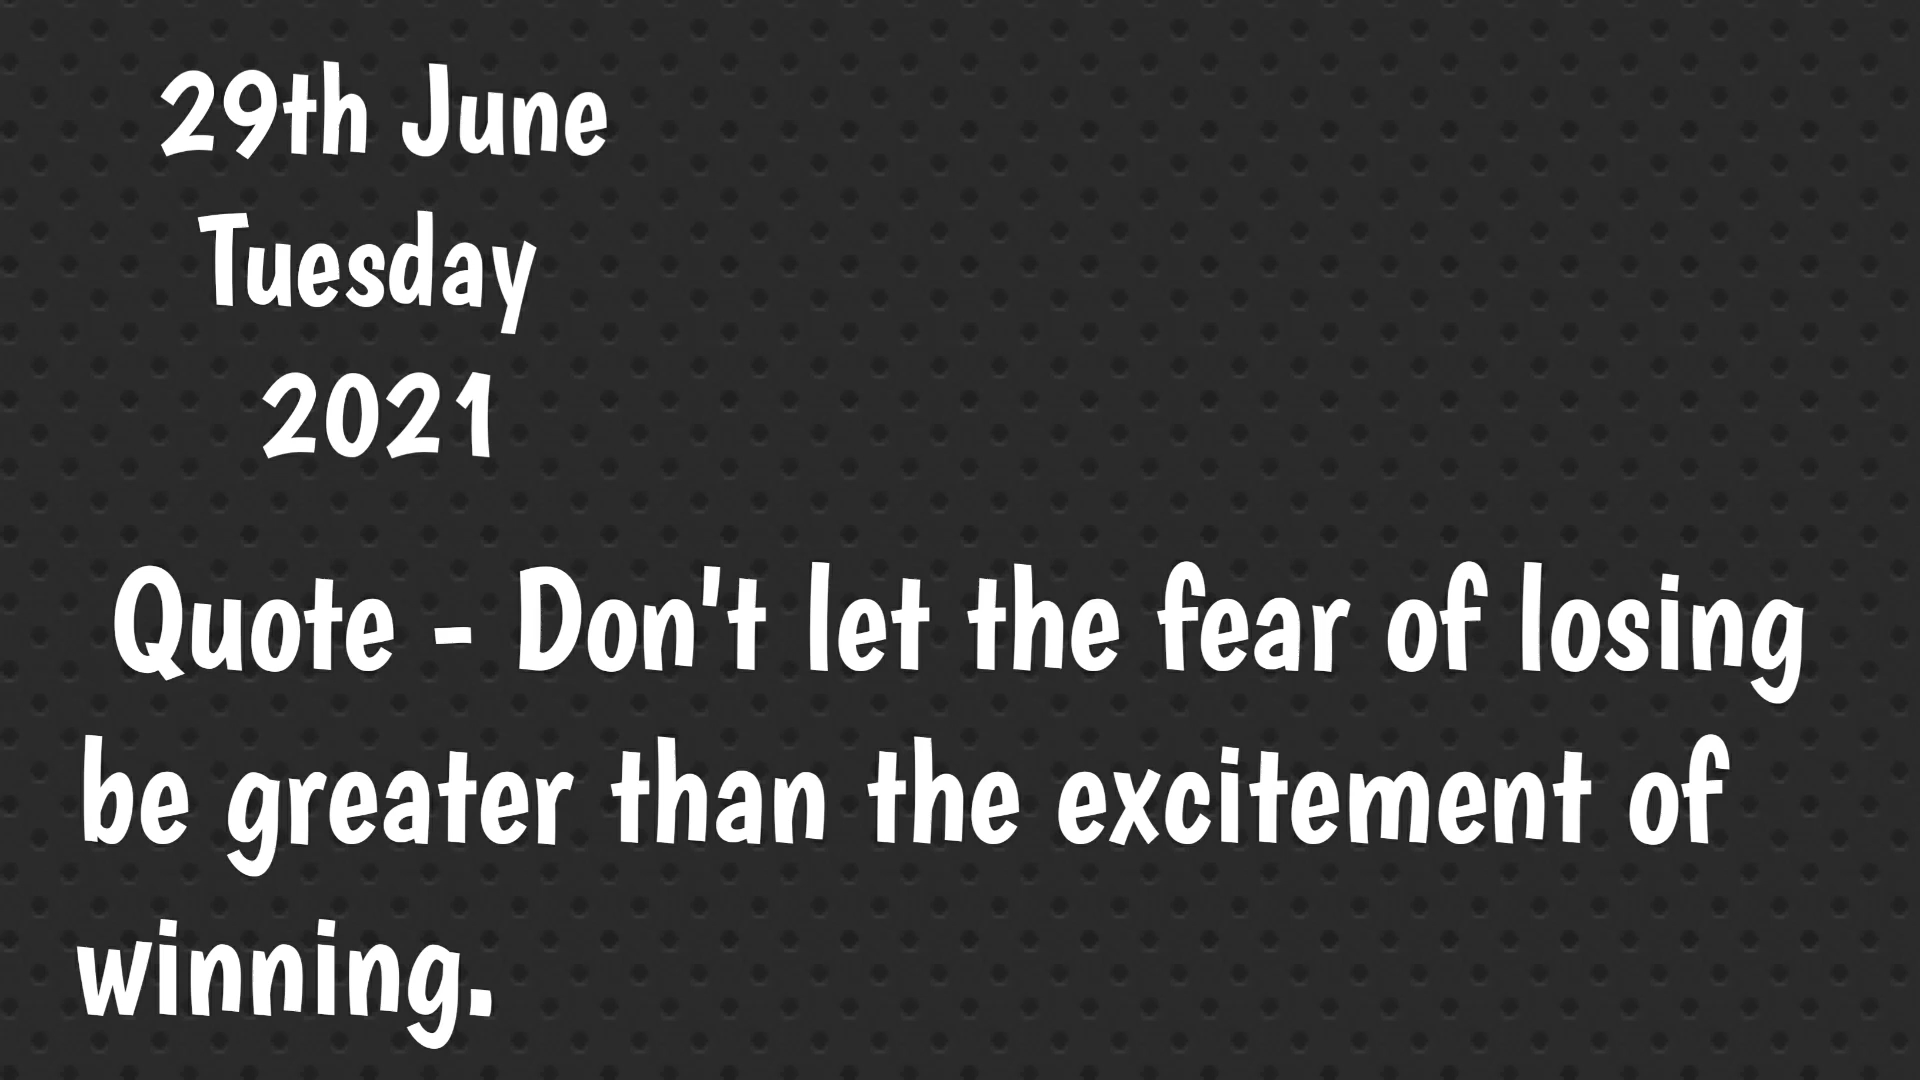 29th June
Tuesday
2021
Quote - Don't let the fear of losing
be greater than the excitement of
winning.